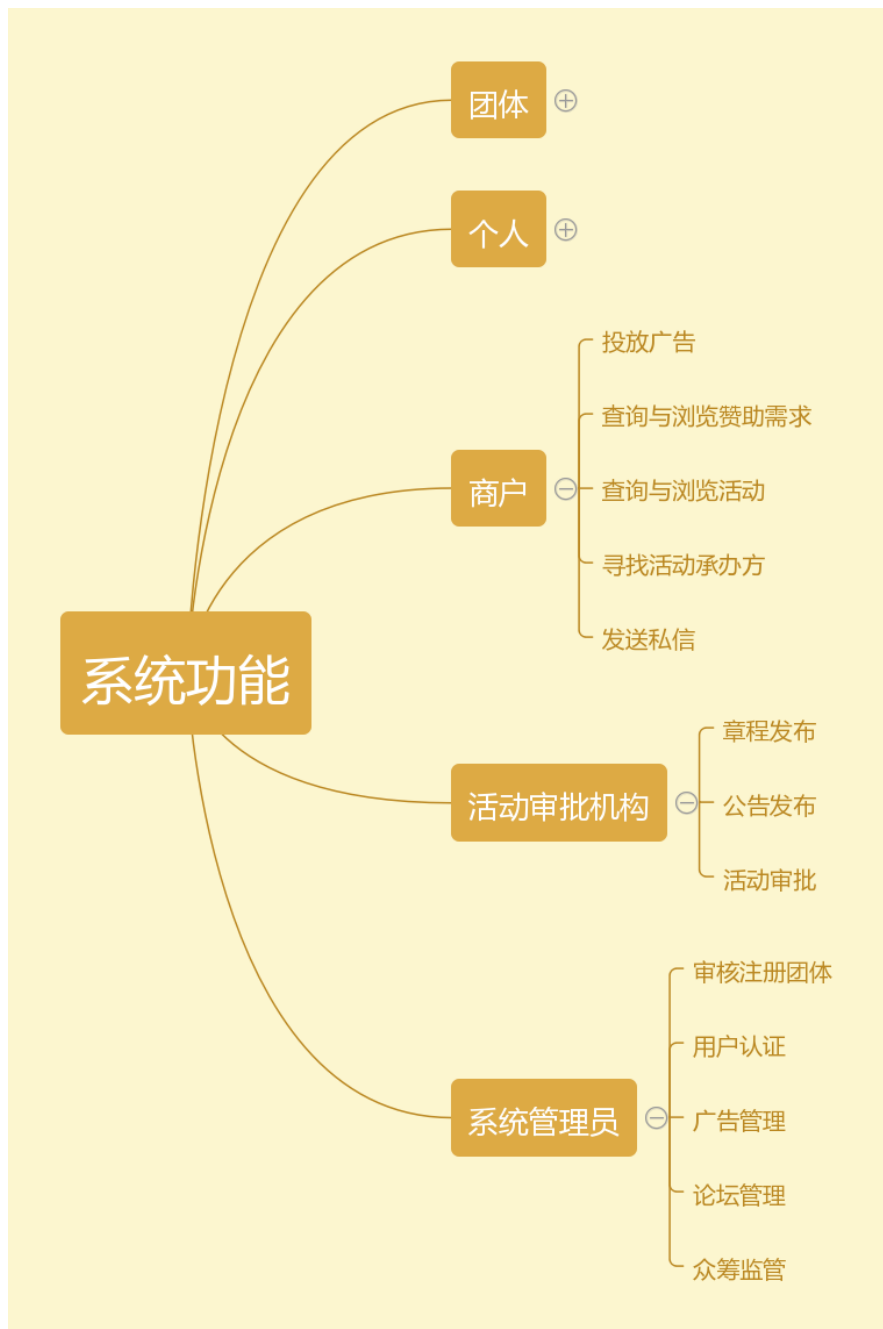 团体
个人
投放广告
查询与浏览赞助需求
商户
查询与浏览活动
寻找活动承办方
发送私信
系统功能
章程发布
活动审批机构
公告发布
活动审批
审核注册团体
用户认证
系统管理员
广告管理
论坛管理
众筹监管